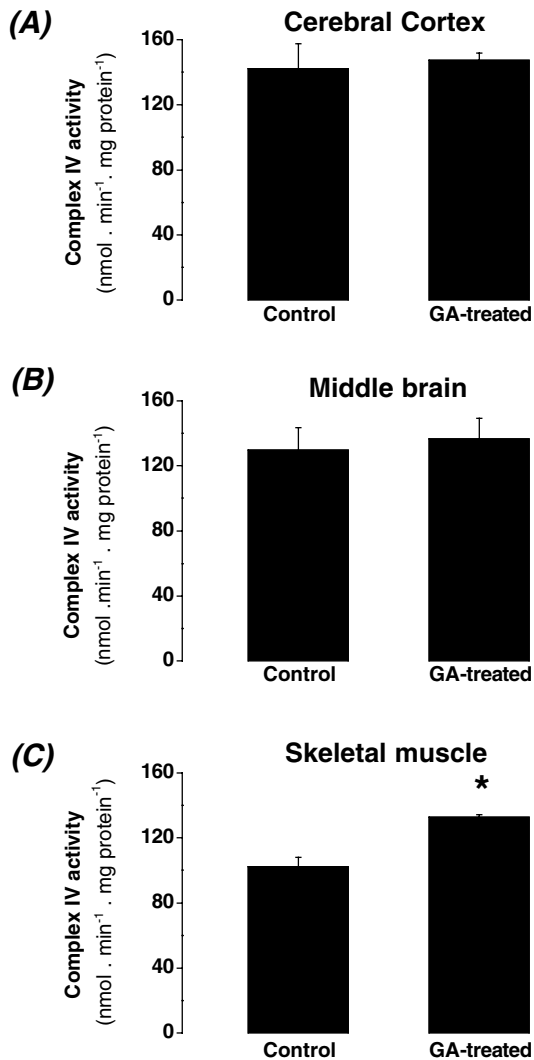 (A)
Cerebral Cortex
Complex IV activity
(nmol . min⁻¹ . mg protein⁻¹)
160
120
80
40
0
Control GA-treated
(B)
Middle brain
Complex IV activity
(nmol .min⁻¹ . mg protein⁻¹)
160
120
80
40
0
Control GA-treated
(C)
Skeletal muscle
Complex IV activity
(nmol . min⁻¹ . mg protein⁻¹)
160
120
80
40
0
*
Control GA-treated